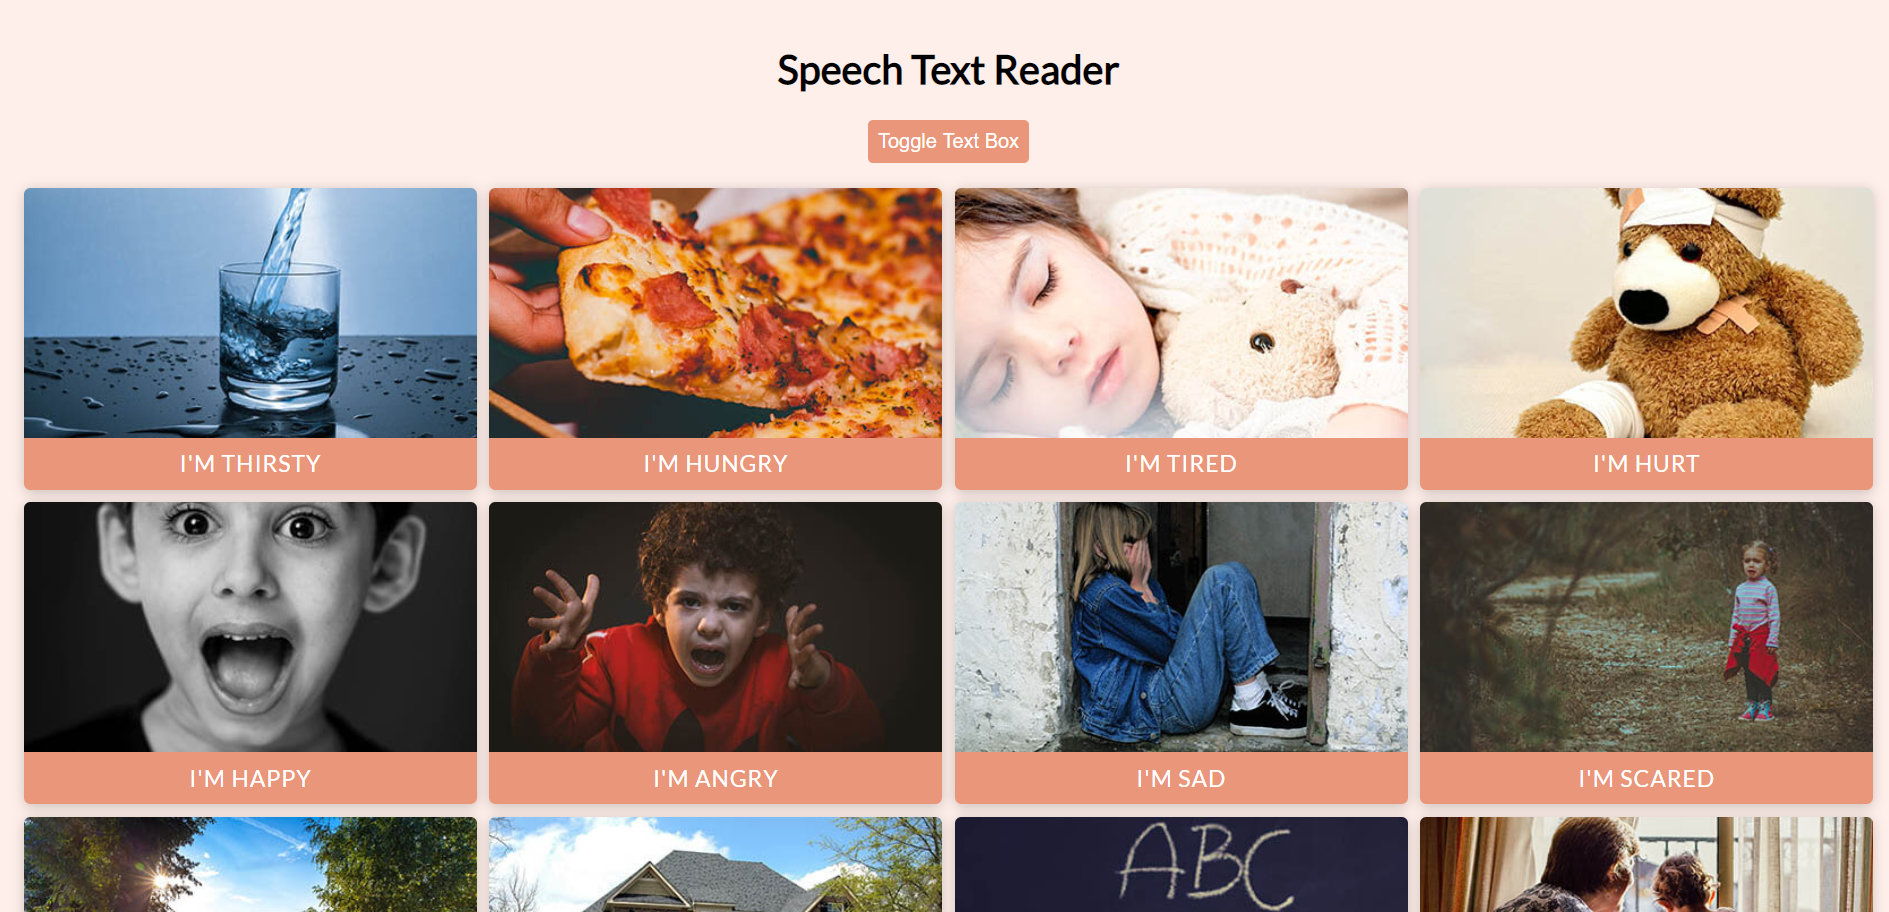 Speech Text Reader
Toggle Text Box
I'M THIRSTY
I'M HUNGRY
I'M TIRED
I'M HURT
I'M HAPPY
I'M ANGRY
I'M SAD
I'M SCARED
ABC